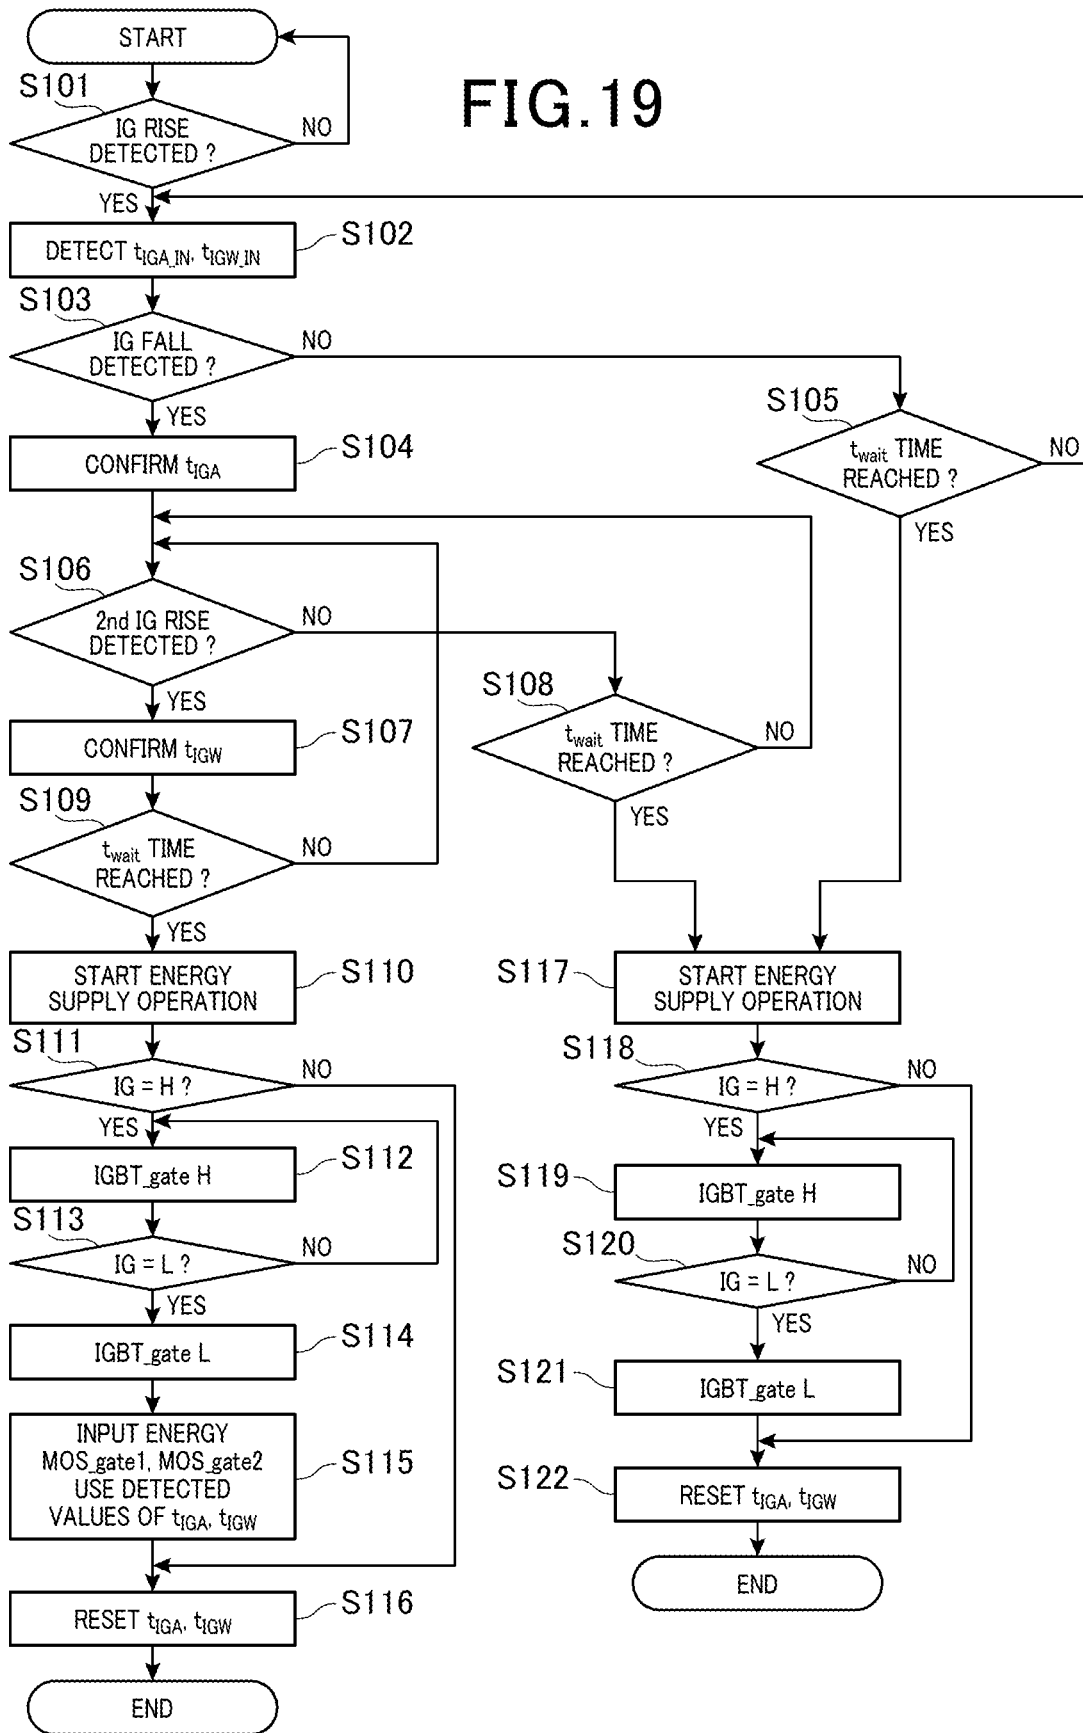 FIG.19
START
S101
IG RISE
DETECTED ?
NO
YES
DETECT tIGA_IN, tIGW_IN
S102
S103
IG FALL
DETECTED ?
NO
YES
S105
twait TIME
REACHED ?
NO
YES
CONFIRM tIGA
S104
S106
2nd IG RISE
DETECTED ?
NO
YES
S108
twait TIME
REACHED ?
NO
YES
CONFIRM tIGW
S107
S109
twait TIME
REACHED ?
NO
YES
START ENERGY
SUPPLY OPERATION
S110
S111
IG = H ?
NO
YES
IGBT_gate H
S112
S113
IG = L ?
NO
YES
IGBT_gate L
S114
INPUT ENERGY
MOS_gate1, MOS_gate2
USE DETECTED
VALUES OF tIGA, tIGW
S115
RESET tIGA, tIGW
S116
END
S117
START ENERGY
SUPPLY OPERATION
S118
IG = H ?
NO
YES
S119
IGBT_gate H
S120
IG = L ?
NO
YES
S121
IGBT_gate L
S122
RESET tIGA, tIGW
END